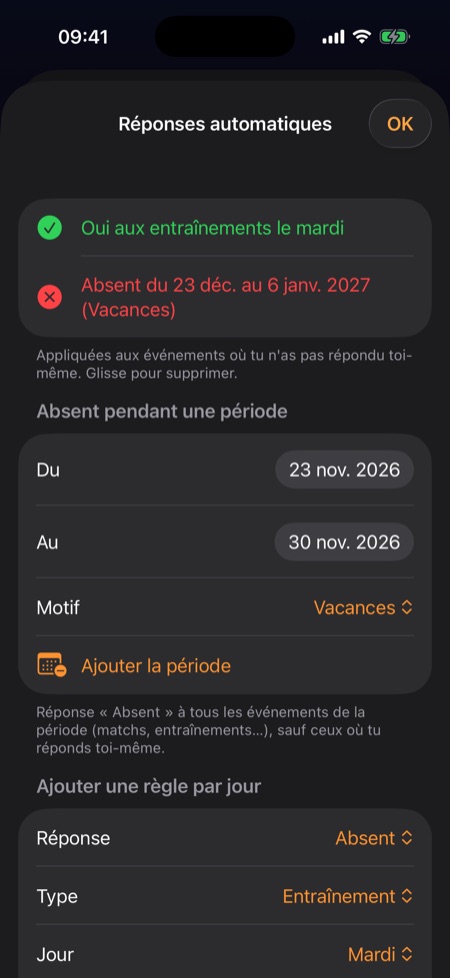 09:41
Réponses automatiques
OK
Oui aux entraînements le mardi
Absent du 23 déc. au 6 janv. 2027
(Vacances)
Appliquées aux événements où tu n'as pas répondu toi-
même. Glisse pour supprimer.
Absent pendant une période
Du
23 nov. 2026
Au
30 nov. 2026
Motif
Vacances
Ajouter la période
Réponse « Absent » à tous les événements de la
période (matchs, entraînements…), sauf ceux où tu
réponds toi-même.
Ajouter une règle par jour
Réponse
Absent
Type
Entraînement
Jour
Mardi